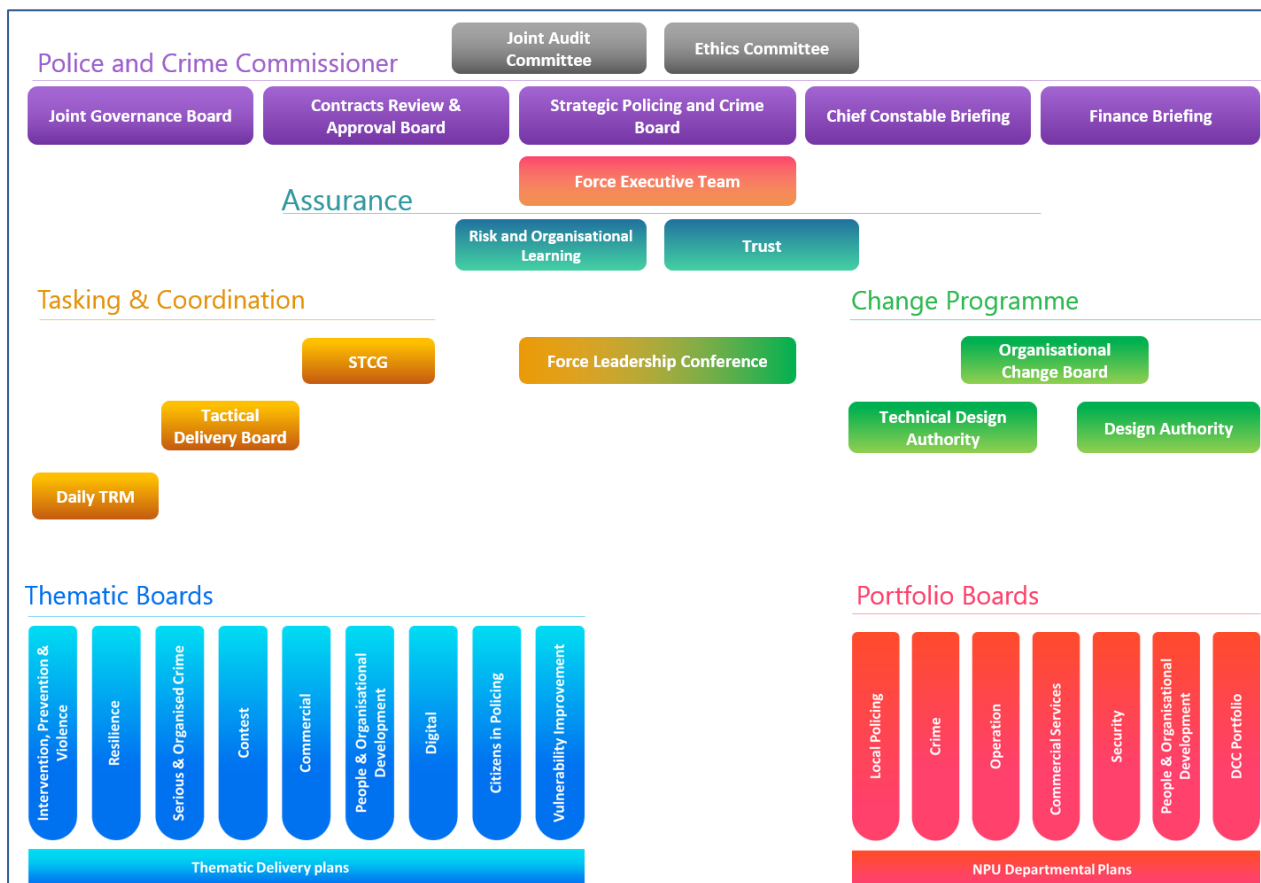 Joint Audit
Committee
Ethics Committee
Police and Crime Commissioner
Joint Governance Board
Contracts Review &
Approval Board
Strategic Policing and Crime
Board
Chief Constable Briefing
Finance Briefing
Force Executive Team
Assurance
Risk and Organisational
Learning
Trust
Tasking & Coordination
Change Programme
STCG
Force Leadership Conference
Organisational
Change Board
Tactical
Delivery Board
Technical Design
Authority
Design Authority
Daily TRM
Thematic Boards
Portfolio Boards
Intervention, Prevention &
Violence
Resilience
Serious & Organised Crime
Contest
Commercial
People & Organisational
Development
Digital
Citizens in Policing
Vulnerability Improvement
Local Policing
Crime
Operation
Commercial Services
Security
People & Organisational
Development
DCC Portfolio
Thematic Delivery plans
NPU Departmental Plans